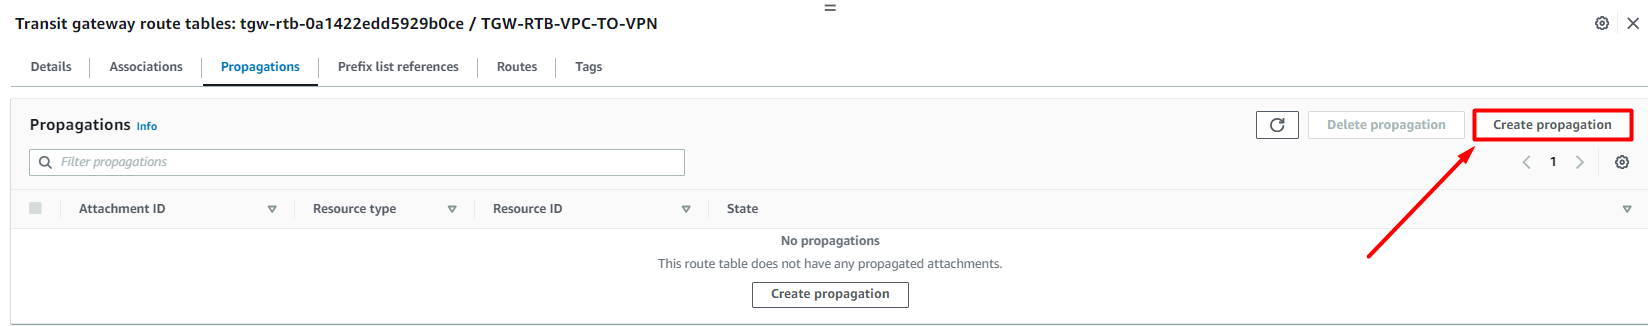 Transit gateway route tables: tgw-rtb-0a1422edd5929b0ce / TGW-RTB-VPC-TO-VPN
Details Associations Propagations Prefix list references Routes Tags
Propagations Info Delete propagation Create propagation
Filter propagations 1
Attachment ID Resource type Resource ID State
No propagations
This route table does not have any propagated attachments.
Create propagation